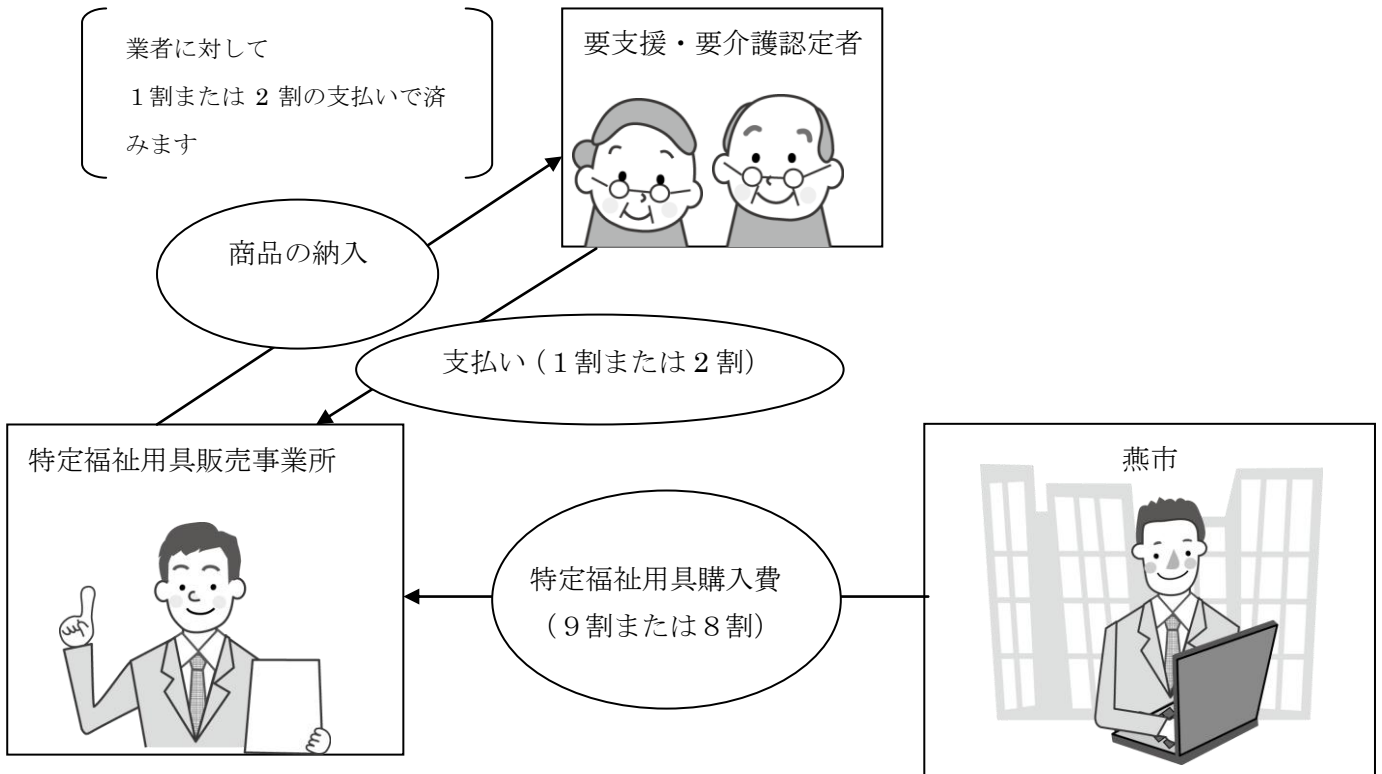 業者に対して
１割または 2 割の支払いで済
みます
要支援・要介護認定者
商品の納入
支払い（１割または 2 割）
特定福祉用具販売事業所
燕市
特定福祉用具購入費
（９割または８割）